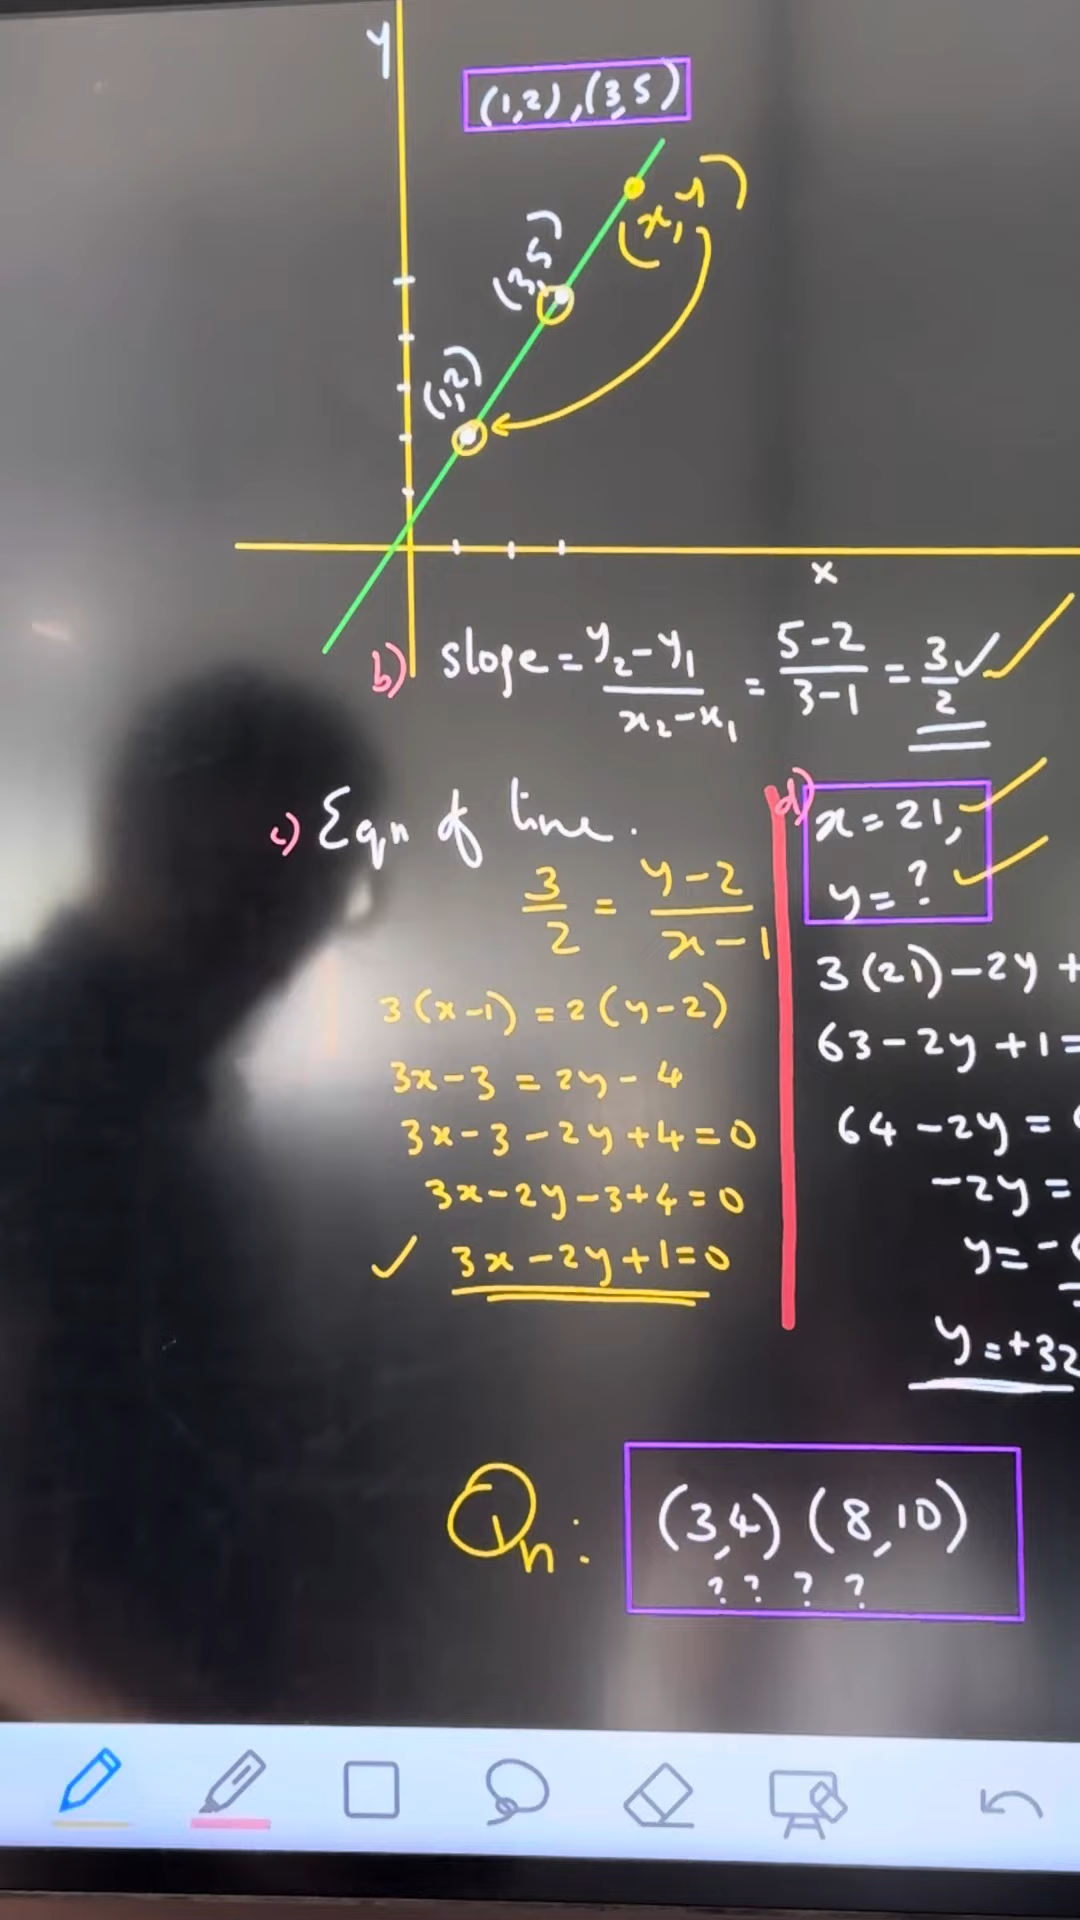 y
(1,2), (3,5)
(x, y)
(3, 5)
(1, 2)
x
b) slope = y₂-y₁/x₂-x₁ = 5-2/3-1 = 3/2 ✓
c) Eqn of line.
3/2 = y-2/x-1
3(x-1) = 2(y-2)
3x-3 = 2y-4
3x-3-2y+4=0
3x-2y-3+4=0
✓ 3x-2y+1=0
d) x=21,
y=?
3(21)-2y+
63-2y+1=
64-2y=
-2y=
y=-
y=+32
Qn: (3,4) (8,10)
? ? ? ?